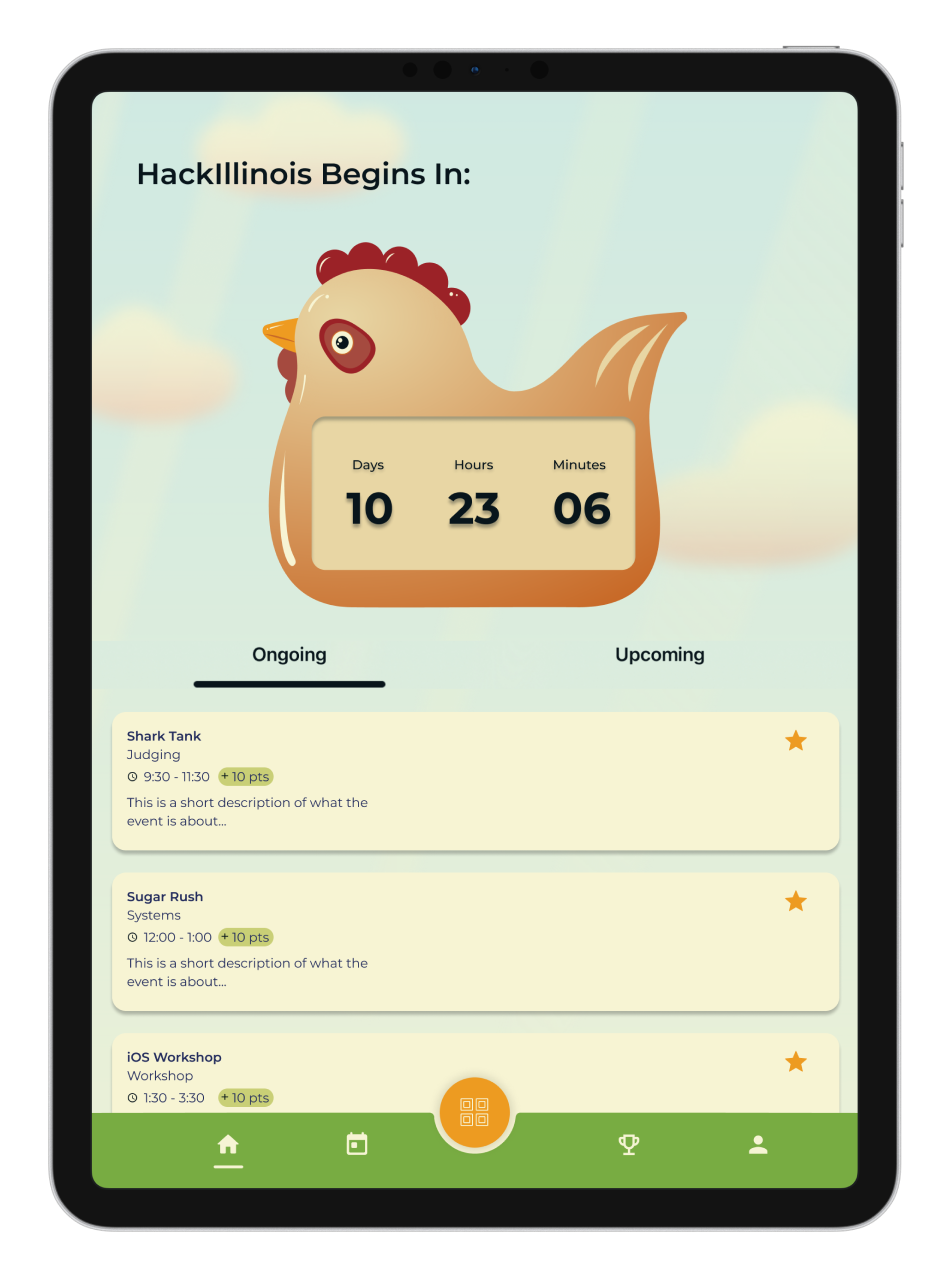 HackIllinois Begins In:
Days Hours Minutes
10 23 06
Ongoing Upcoming
Shark Tank
Judging
9:30 - 11:30 + 10 pts
This is a short description of what the
event is about...
Sugar Rush
Systems
12:00 - 1:00 + 10 pts
This is a short description of what the
event is about...
iOS Workshop
Workshop
1:30 - 3:30 + 10 pts